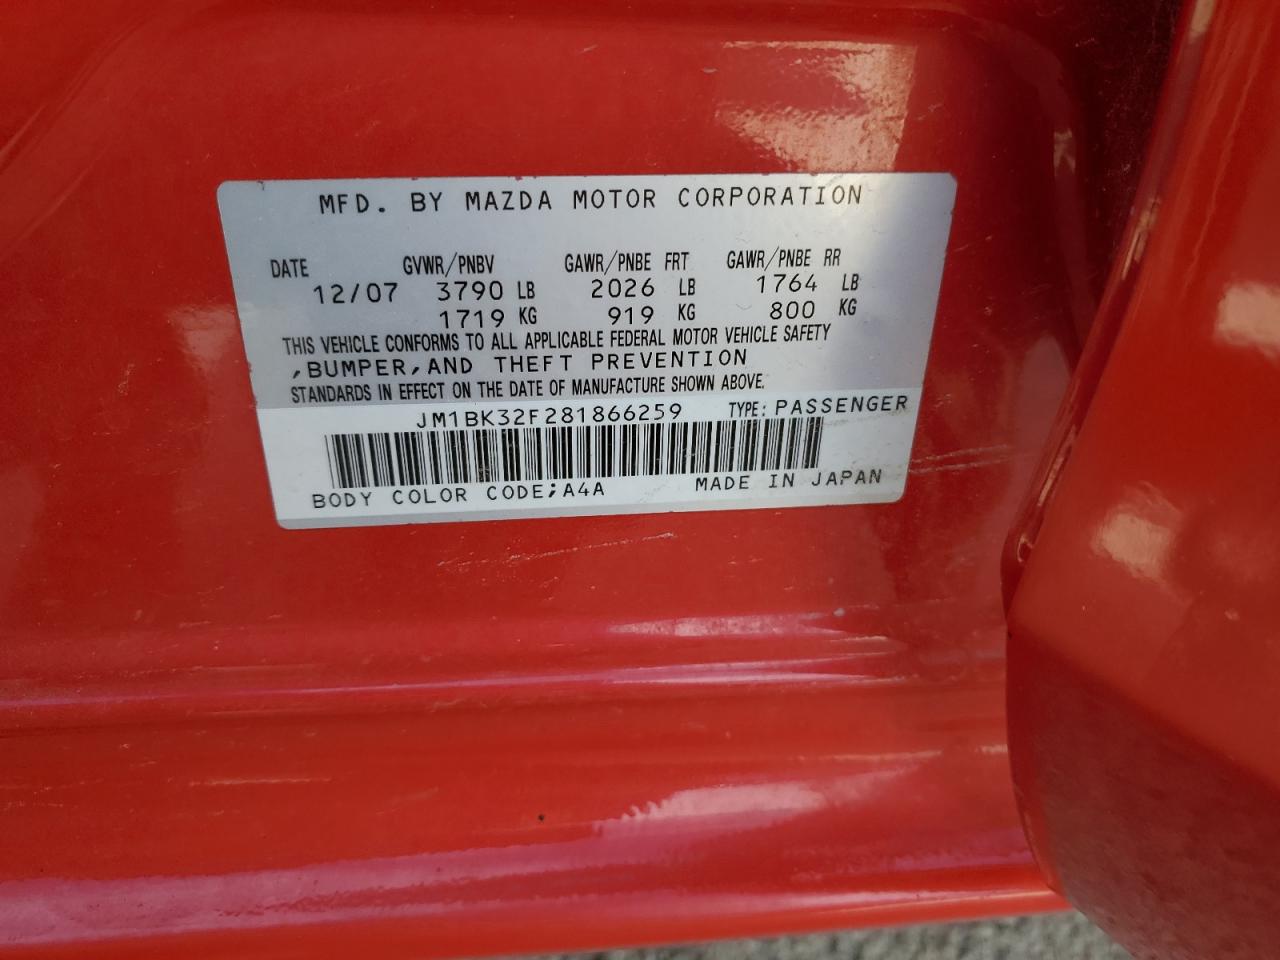 MFD. BY MAZDA MOTOR CORPORATION
DATE GVWR/PNBV GAWR/PNBE FRT GAWR/PNBE RR
12/07 3790 LB 2026 LB 1764 LB
1719 KG 919 KG 800 KG
THIS VEHICLE CONFORMS TO ALL APPLICABLE FEDERAL MOTOR VEHICLE SAFETY
,BUMPER,AND THEFT PREVENTION
STANDARDS IN EFFECT ON THE DATE OF MANUFACTURE SHOWN ABOVE.
JM1BK32F281866259 TYPE: PASSENGER
BODY COLOR CODE;A4A MADE IN JAPAN